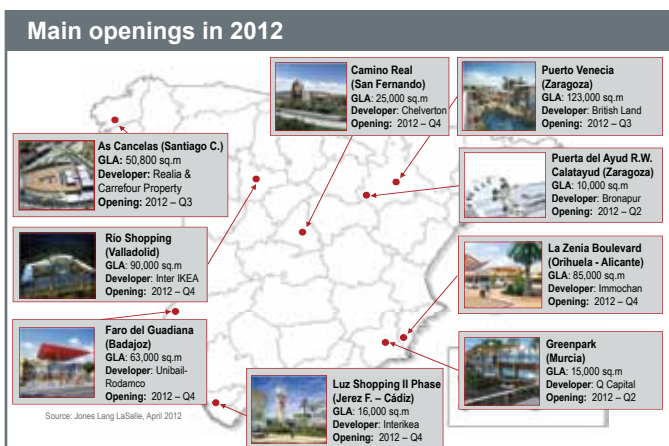 Main openings in 2012
Camino Real
(San Fernando)
GLA: 25,000 sq.m
Developer: Chelverton
Opening: 2012 – Q4
Puerto Venecia
(Zaragoza)
GLA: 123,000 sq.m
Developer: British Land
Opening: 2012 – Q3
As Cancelas (Santiago C.)
GLA: 50,800 sq.m
Developer: Realia &
Carrefour Property
Opening: 2012 – Q3
Puerta del Ayud R.W.
Calatayud (Zaragoza)
GLA: 10,000 sq.m
Developer: Bronapur
Opening: 2012 – Q2
Río Shopping
(Valladolid)
GLA: 90,000 sq.m
Developer: Inter IKEA
Opening: 2012 – Q4
La Zenia Boulevard
(Orihuela - Alicante)
GLA: 85,000 sq.m
Developer: Immochan
Opening: 2012 – Q4
Faro del Guadiana
(Badajoz)
GLA: 63,000 sq.m
Developer: Unibail-
Rodamco
Opening: 2012 – Q4
Greenpark
(Murcia)
GLA: 15,000 sq.m
Developer: Q Capital
Opening: 2012 – Q2
Luz Shopping II Phase
(Jerez F. – Cádiz)
GLA: 16,000 sq.m
Developer: Interikea
Opening: 2012 – Q4
Source: Jones Lang LaSalle, April 2012